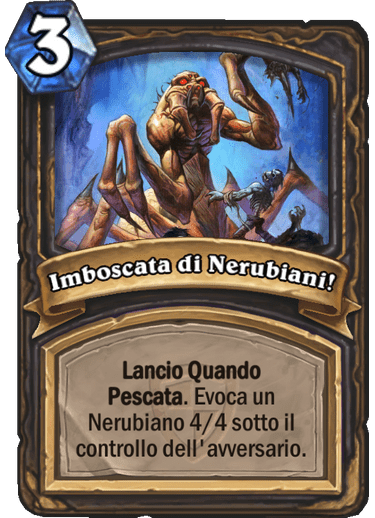 3
Imboscata di Nerubiani!
Lancio Quando
Pescata. Evoca un
Nerubiano 4/4 sotto il
controllo dell'avversario.